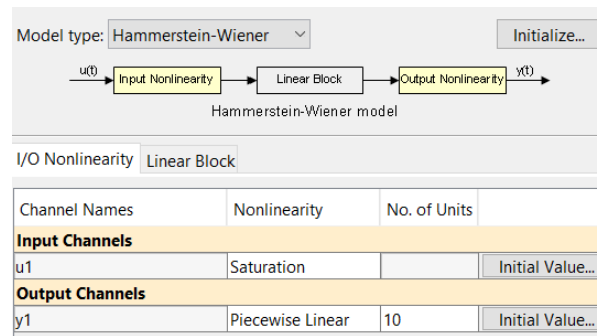 Model type: Hammerstein-Wiener Initialize...
u(t) Input Nonlinearity Linear Block Output Nonlinearity y(t)
Hammerstein-Wiener model
I/O Nonlinearity Linear Block
Channel Names Nonlinearity No. of Units
Input Channels
u1 Saturation Initial Value...
Output Channels
y1 Piecewise Linear 10 Initial Value...